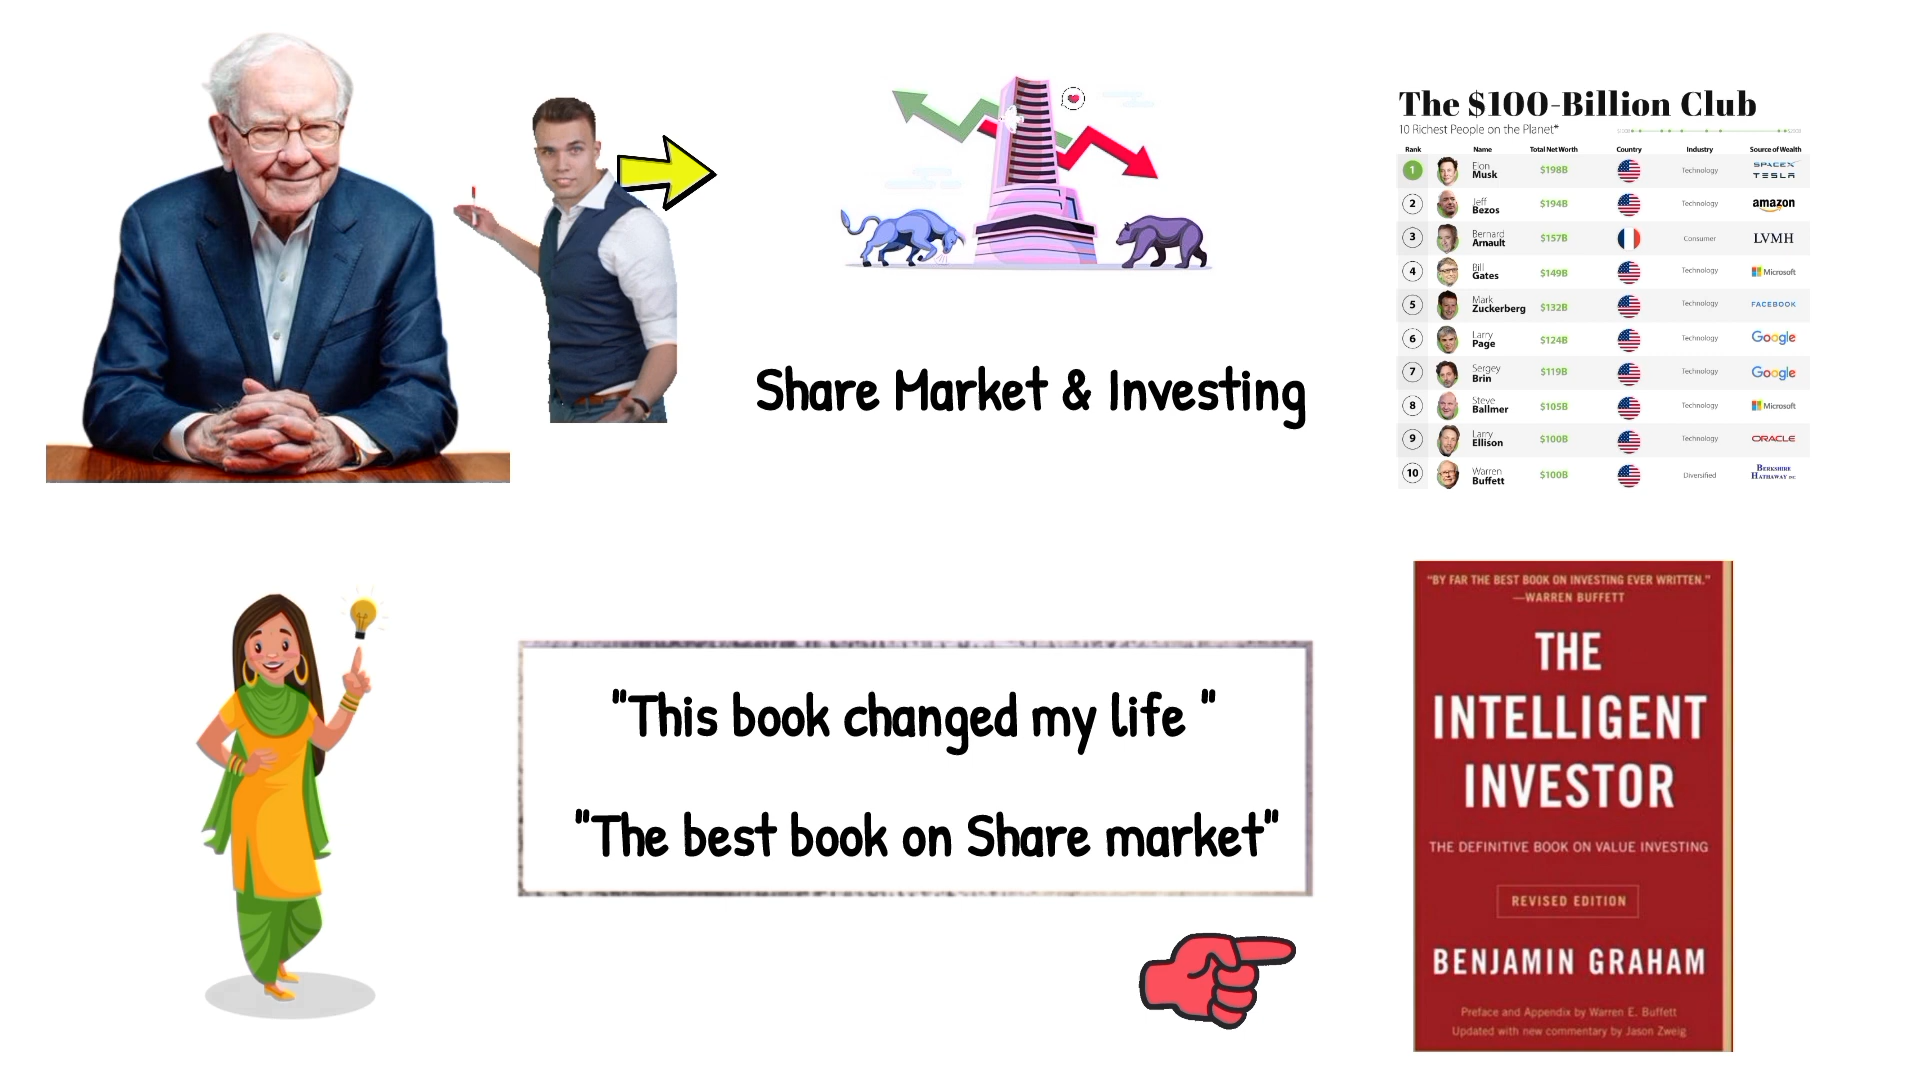 Share Market & Investing
The $100-Billion Club
10 Richest People on the Planet*
Rank Name Total Net Worth Country Industry Source of Wealth
1 Elon Musk $198B Technology SPACEX TESLA
2 Jeff Bezos $194B Technology amazon
3 Bernard Arnault $157B Consumer LVMH
4 Bill Gates $149B Technology Microsoft
5 Mark Zuckerberg $132B Technology FACEBOOK
6 Larry Page $124B Technology Google
7 Sergey Brin $119B Technology Google
8 Steve Ballmer $105B Technology Microsoft
9 Larry Ellison $100B Technology ORACLE
10 Warren Buffett $100B Diversified BERKSHIRE HATHAWAY INC.
"This book changed my life "
"The best book on Share market"
"BY FAR THE BEST BOOK ON INVESTING EVER WRITTEN."
—WARREN BUFFETT
THE
INTELLIGENT
INVESTOR
THE DEFINITIVE BOOK ON VALUE INVESTING
REVISED EDITION
BENJAMIN GRAHAM
Preface and Appendix by Warren E. Buffett
Updated with new commentary by Jason Zweig